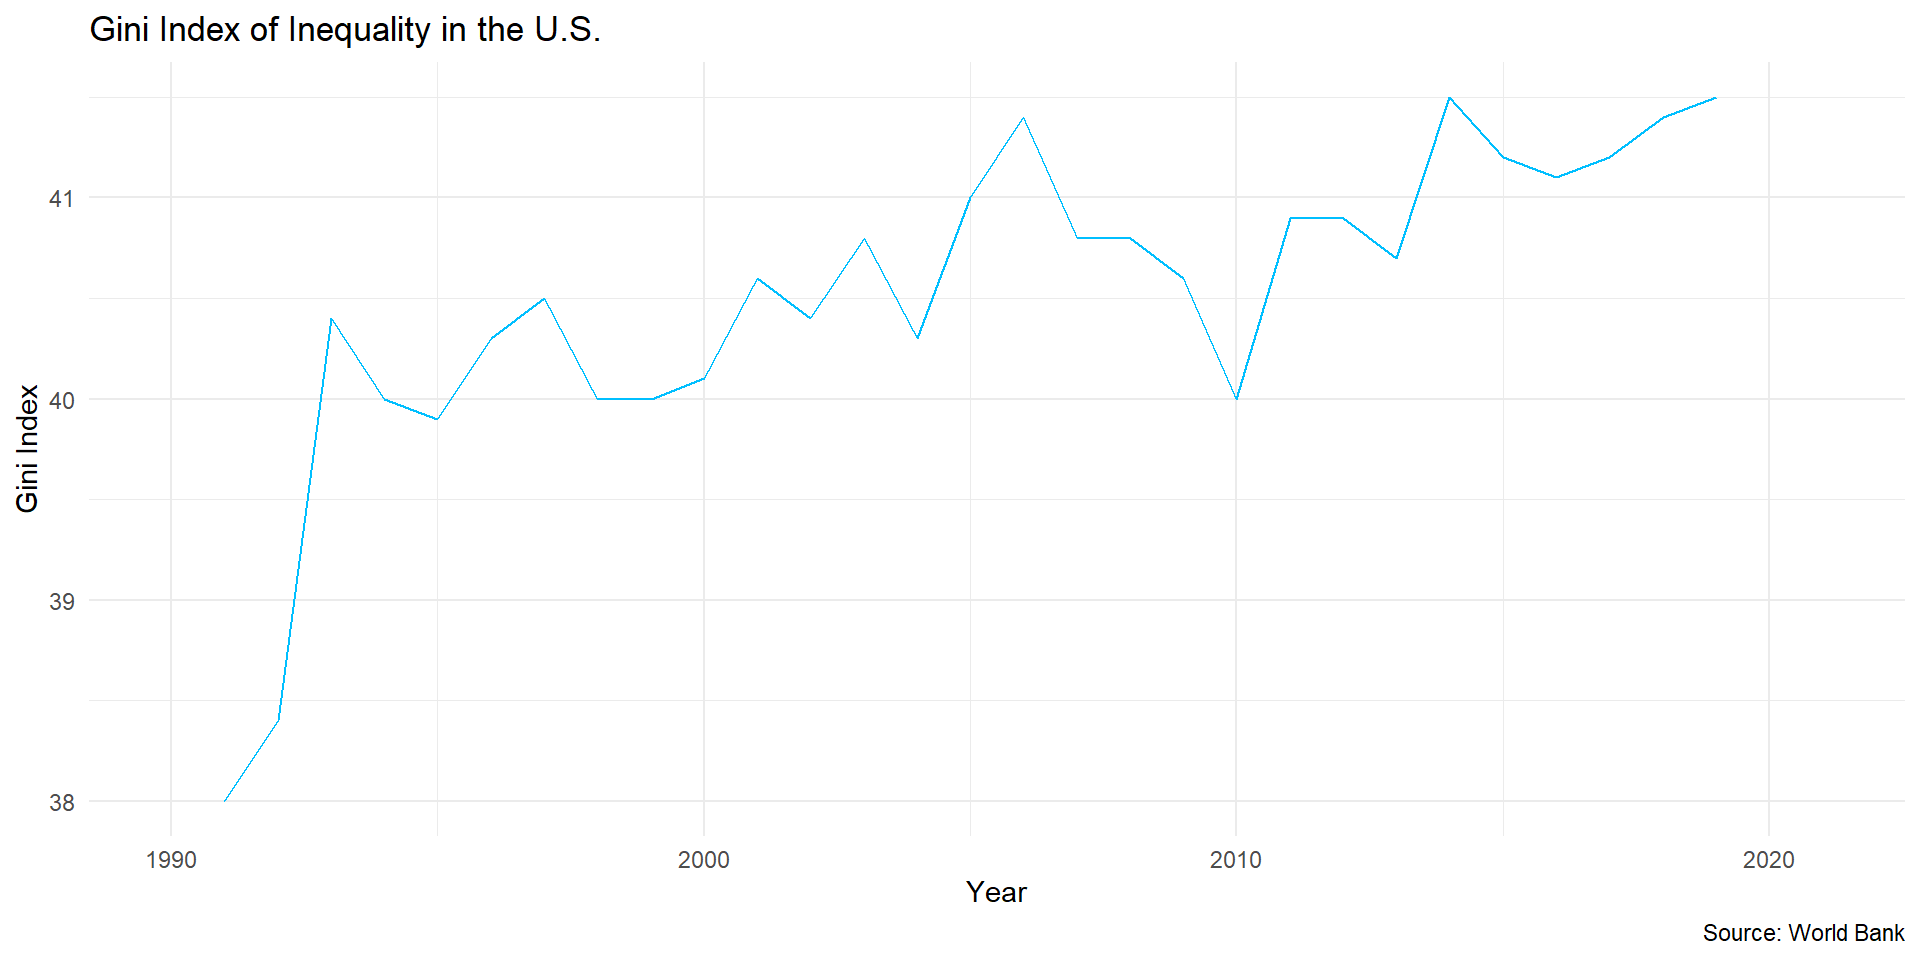 Gini Index of Inequality in the U.S.
Gini Index
41
40
39
38
1990 2000 2010 2020
Year
Source: World Bank